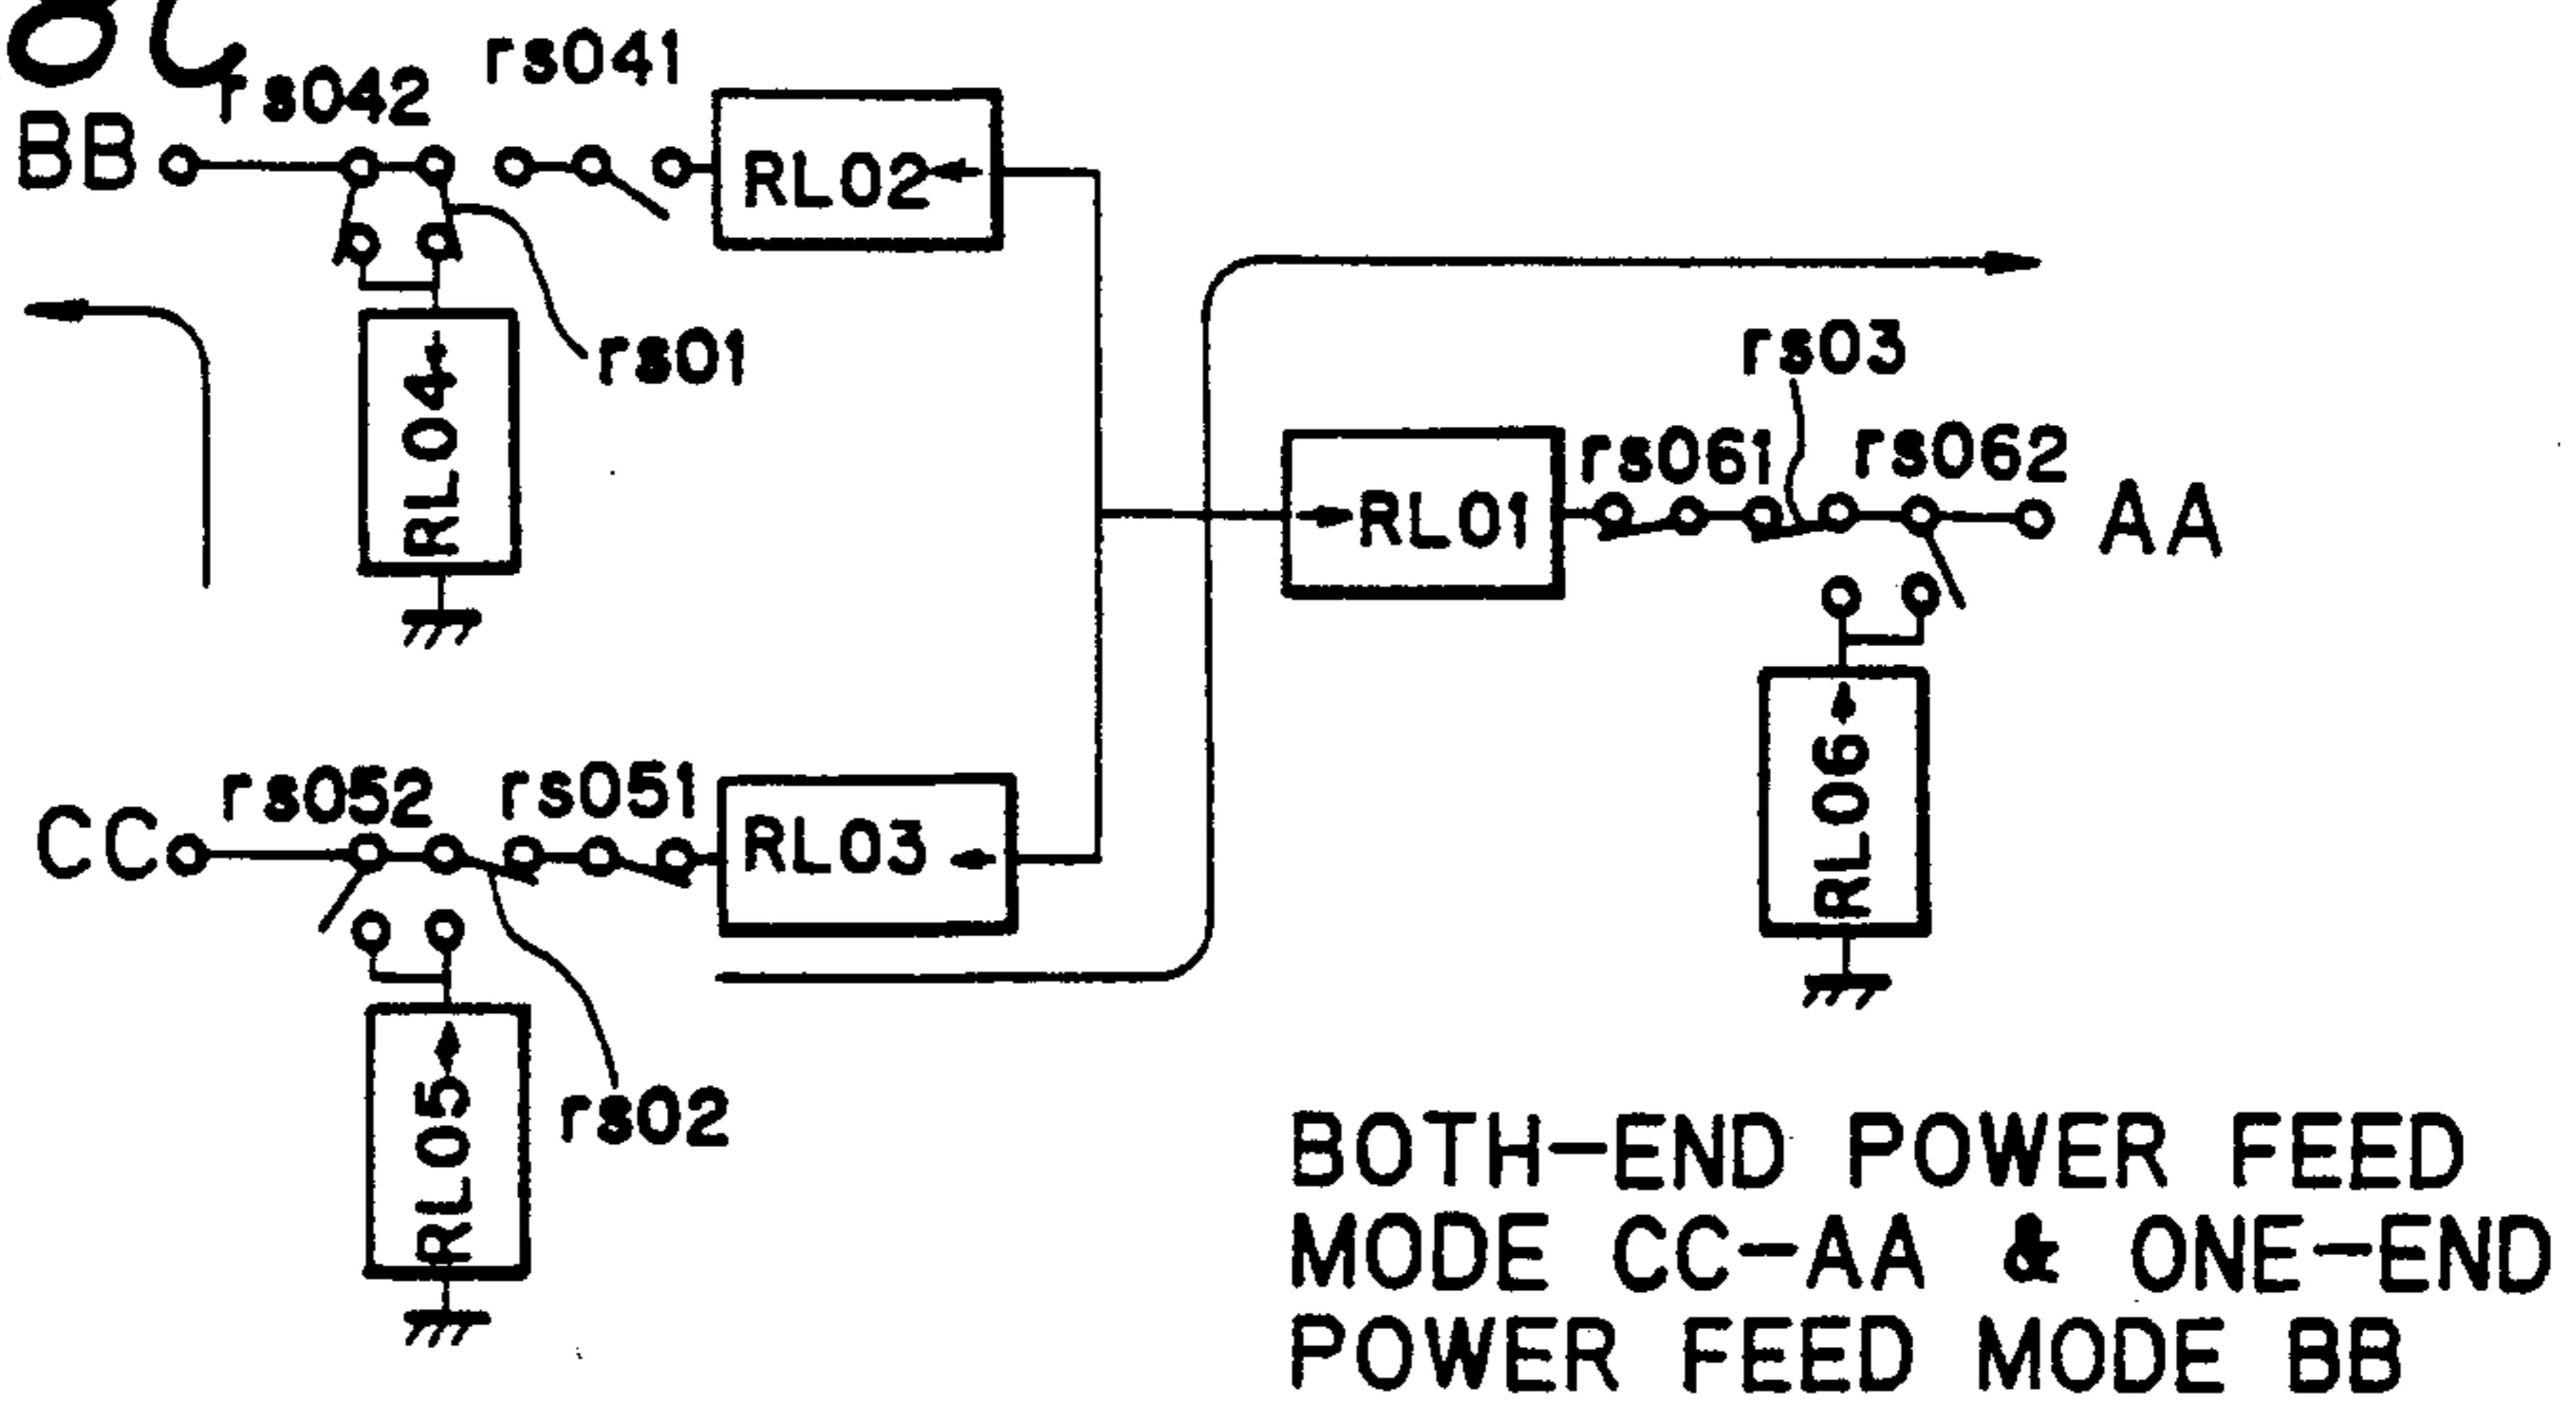 8C
rs042
rs041
BB
RL02
rs01
RL04
rs03
rs061
rs062
RL01
AA
RL06
rs052
rs051
CC
RL03
RL05
rs02
BOTH-END POWER FEED
MODE CC-AA & ONE-END
POWER FEED MODE BB